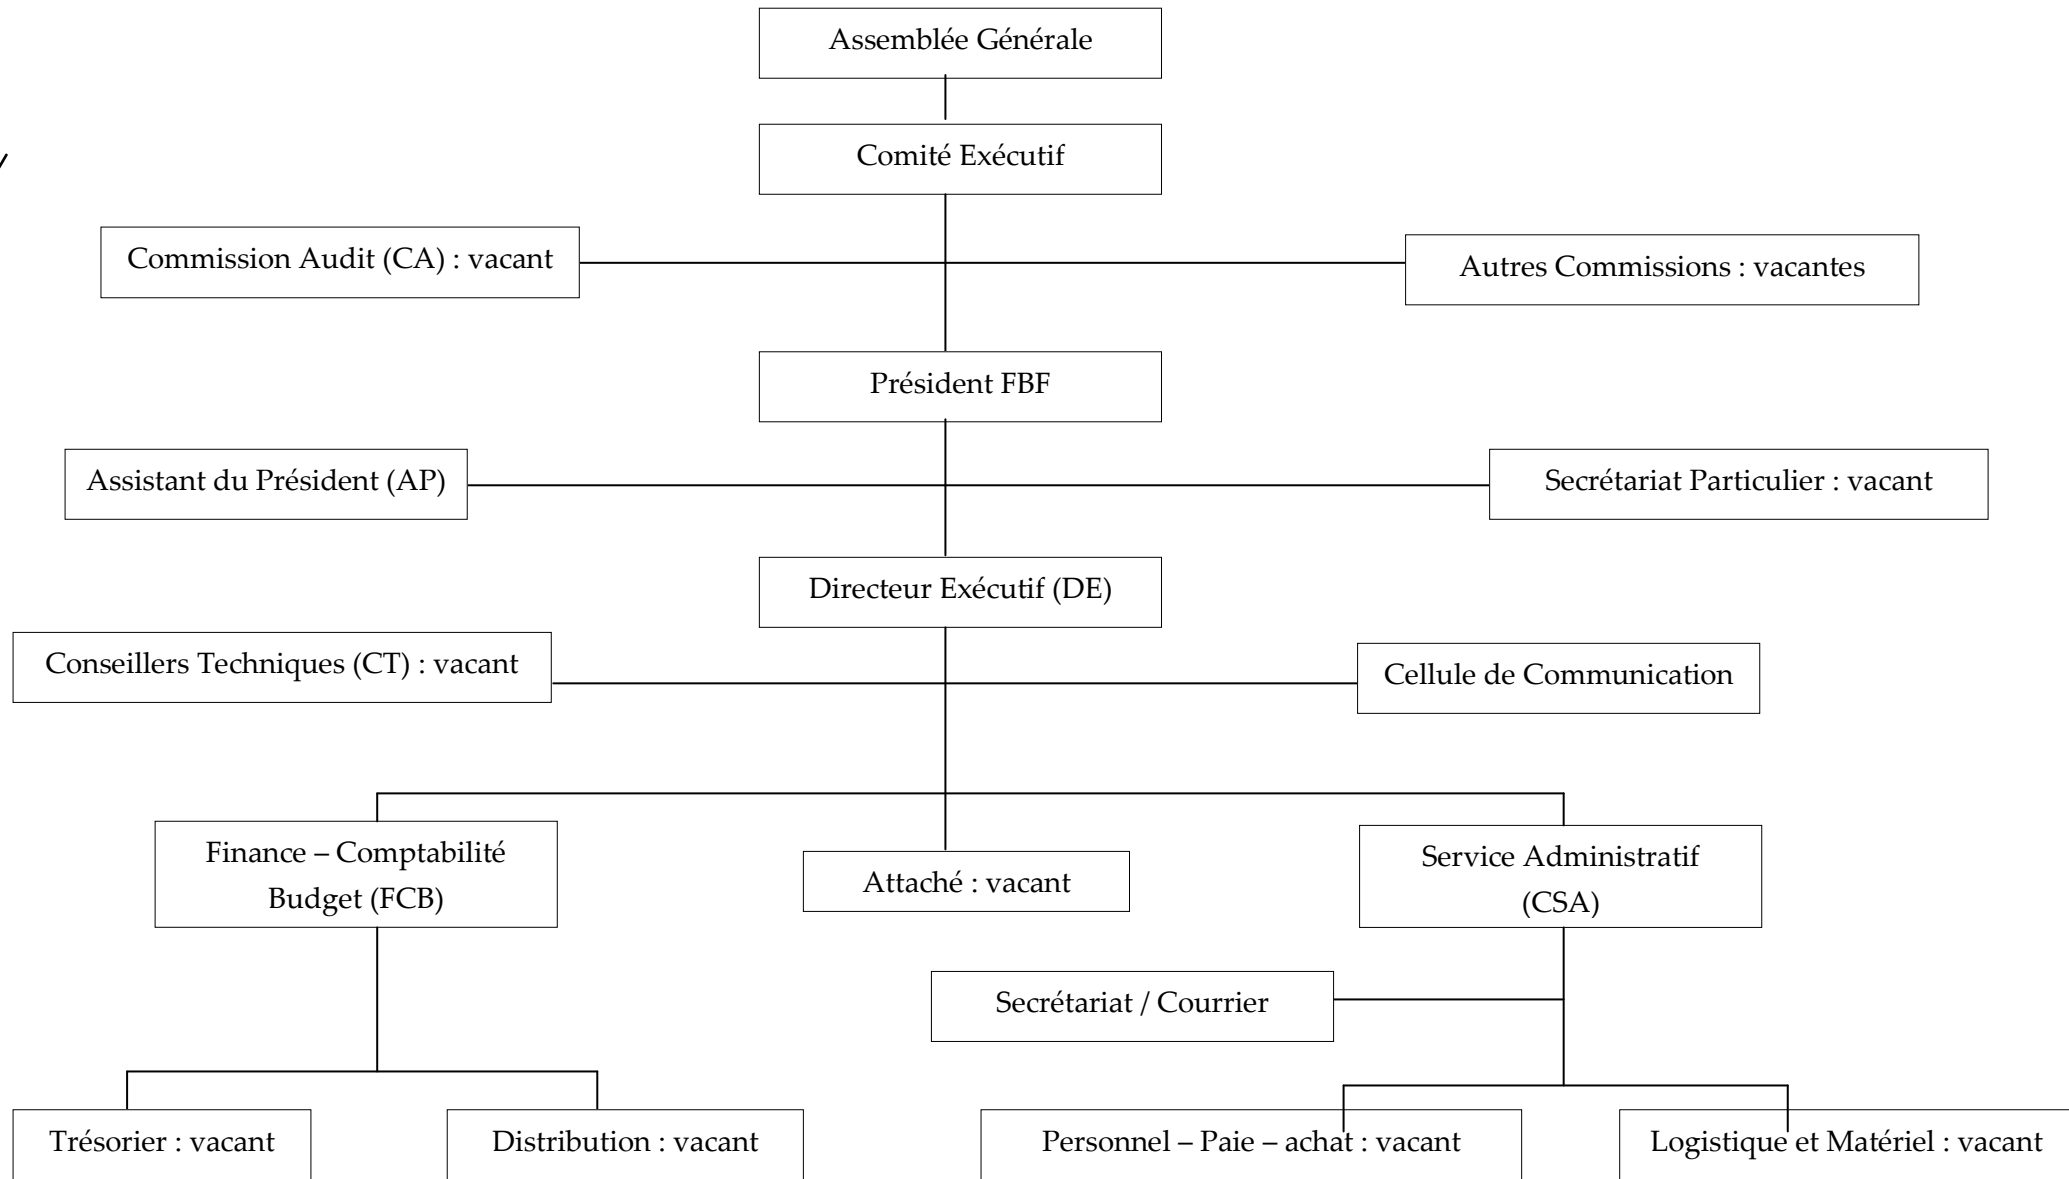 Assemblée Générale
Comité Exécutif
Commission Audit (CA) : vacant
Autres Commissions : vacantes
Président FBF
Assistant du Président (AP)
Secrétariat Particulier : vacant
Directeur Exécutif (DE)
Conseillers Techniques (CT) : vacant
Cellule de Communication
Finance – Comptabilité
Budget (FCB)
Attaché : vacant
Service Administratif
(CSA)
Secrétariat / Courrier
Trésorier : vacant
Distribution : vacant
Personnel – Paie – achat : vacant
Logistique et Matériel : vacant